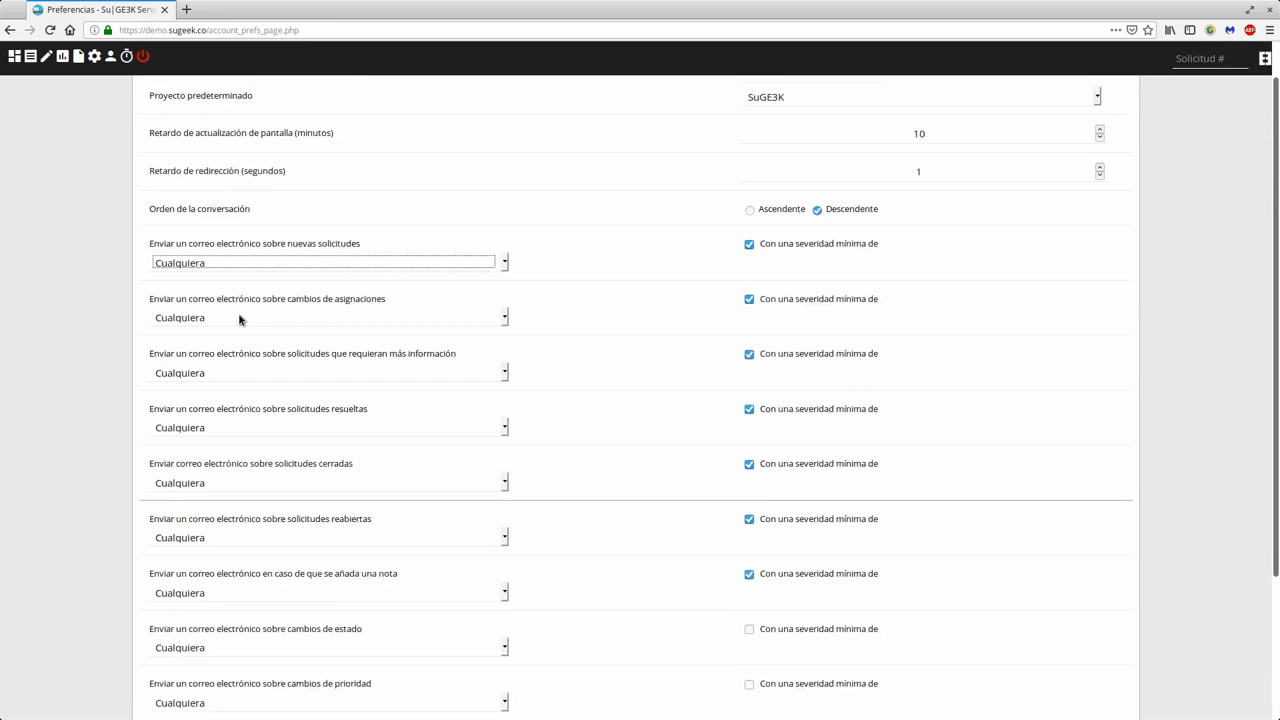 Preferencias - Su|GE3K Serv
https://demo.sugeek.co/account_prefs_page.php
ABP
Solicitud #
Proyecto predeterminado
SuGE3K
Retardo de actualización de pantalla (minutos)
10
Retardo de redirección (segundos)
1
Orden de la conversación
Ascendente Descendente
Enviar un correo electrónico sobre nuevas solicitudes
Con una severidad mínima de
Cualquiera
Enviar un correo electrónico sobre cambios de asignaciones
Con una severidad mínima de
Cualquiera
Enviar un correo electrónico sobre solicitudes que requieran más información
Con una severidad mínima de
Cualquiera
Enviar un correo electrónico sobre solicitudes resueltas
Con una severidad mínima de
Cualquiera
Enviar correo electrónico sobre solicitudes cerradas
Con una severidad mínima de
Cualquiera
Enviar un correo electrónico sobre solicitudes reabiertas
Con una severidad mínima de
Cualquiera
Enviar un correo electrónico en caso de que se añada una nota
Con una severidad mínima de
Cualquiera
Enviar un correo electrónico sobre cambios de estado
Con una severidad mínima de
Cualquiera
Enviar un correo electrónico sobre cambios de prioridad
Con una severidad mínima de
Cualquiera